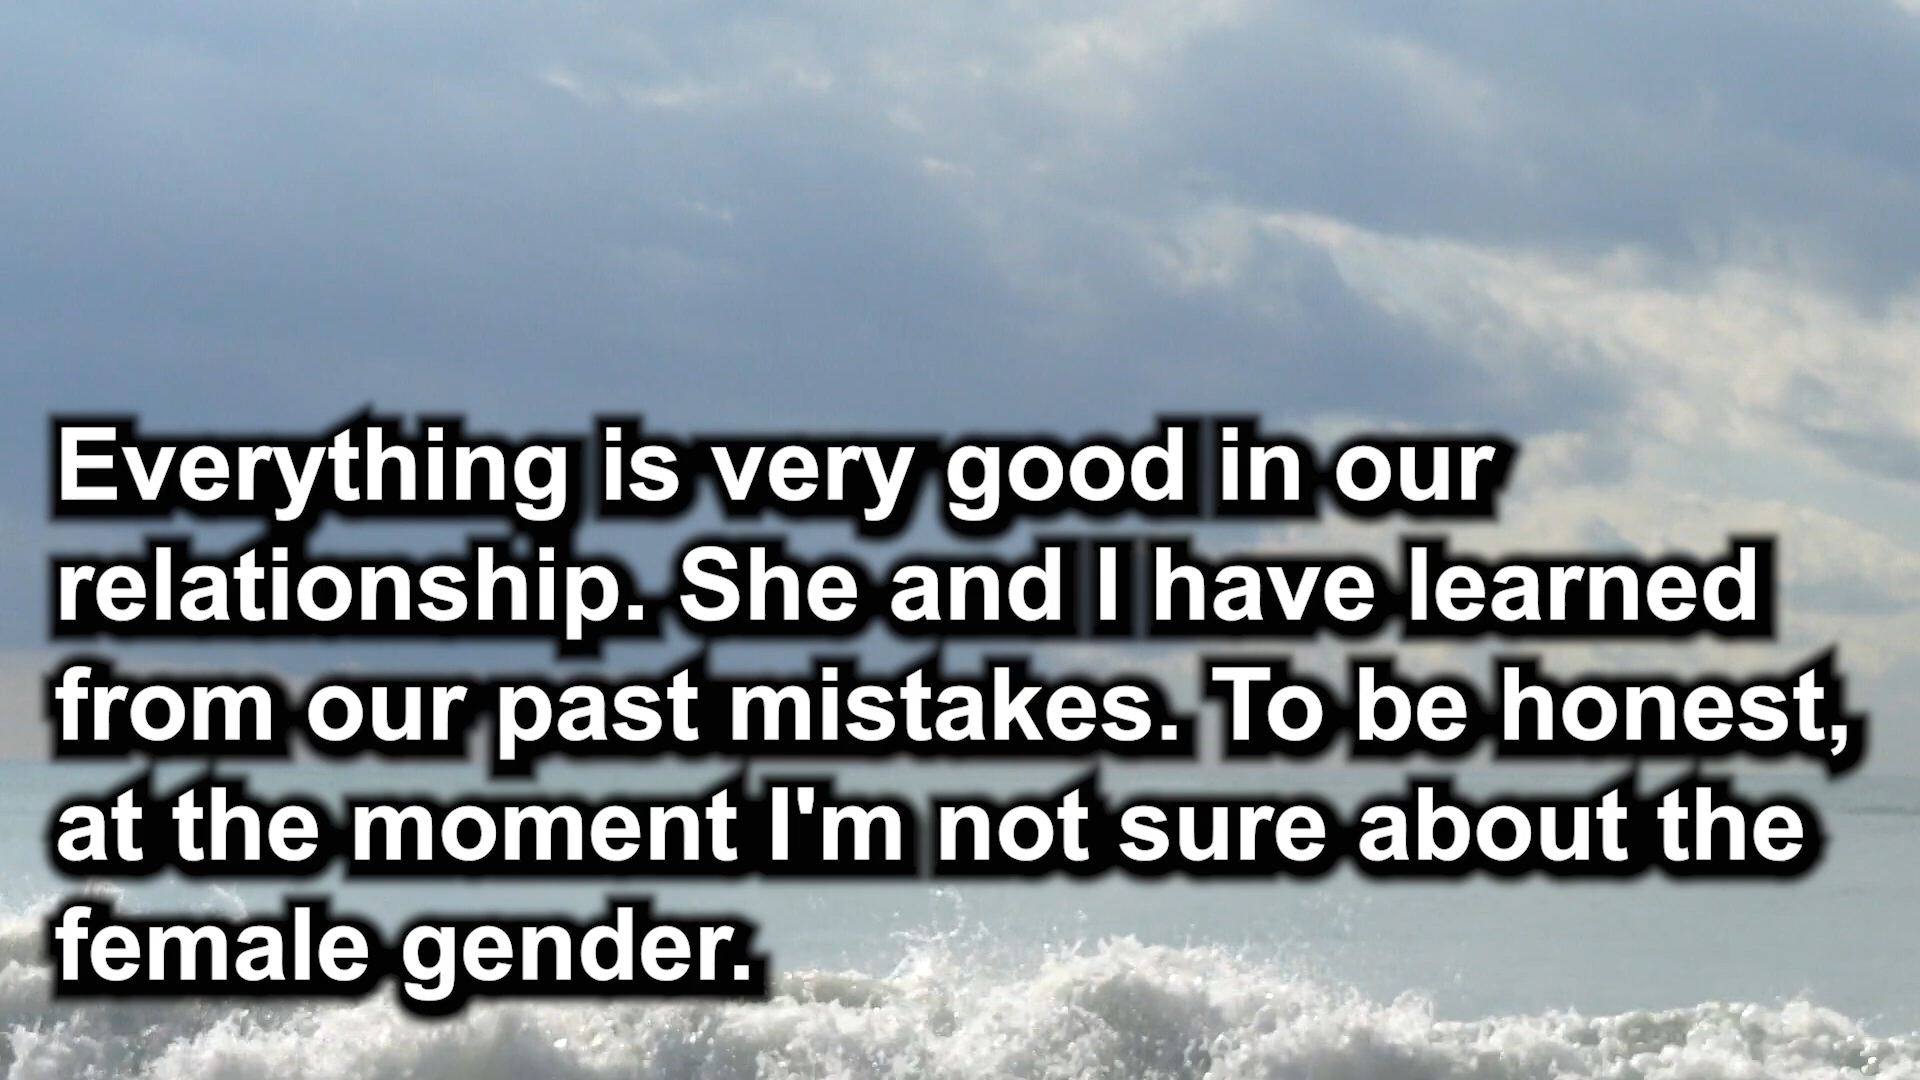 Everything is very good in our
relationship. She and I have learned
from our past mistakes. To be honest,
at the moment I'm not sure about the
female gender.